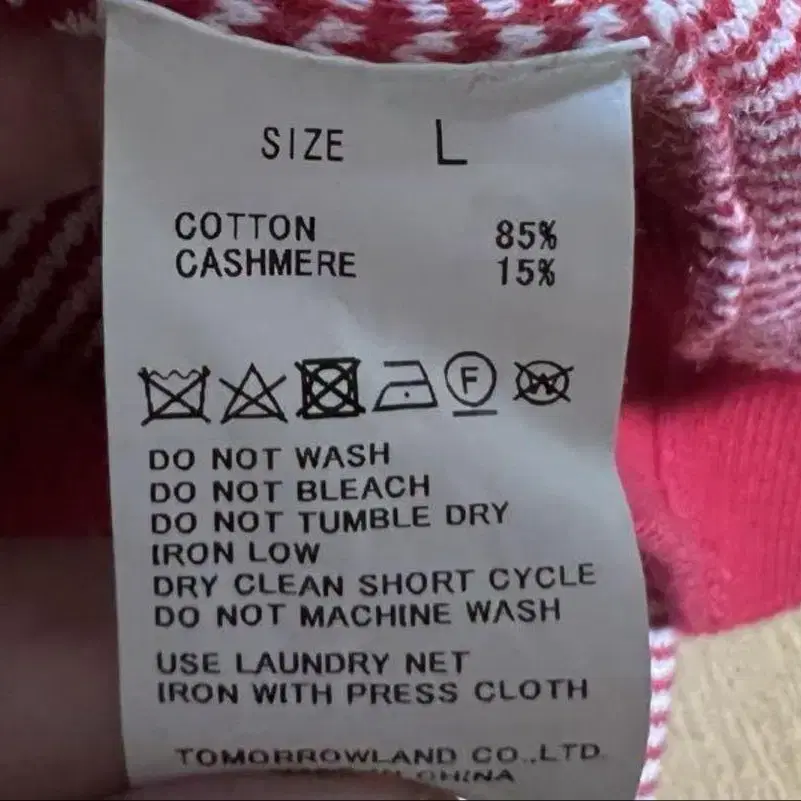 SIZE L
COTTON 85%
CASHMERE 15%
F W
DO NOT WASH
DO NOT BLEACH
DO NOT TUMBLE DRY
IRON LOW
DRY CLEAN SHORT CYCLE
DO NOT MACHINE WASH
USE LAUNDRY NET
IRON WITH PRESS CLOTH
TOMORROWLAND CO.,LTD.
CHINA